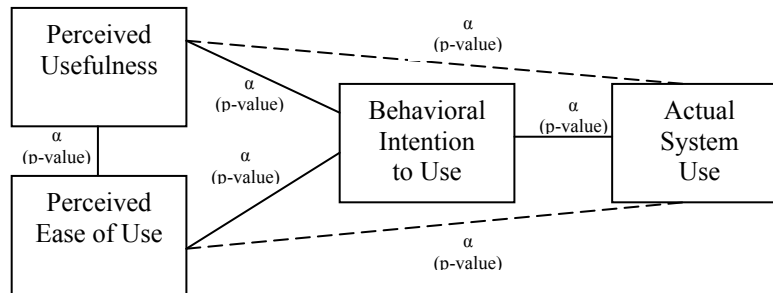 Perceived
Usefulness
α
(p-value)
α
(p-value)
α
(p-value)
Perceived
Ease of Use
α
(p-value)
Behavioral
Intention
to Use
α
(p-value)
Actual
System
Use
α
(p-value)